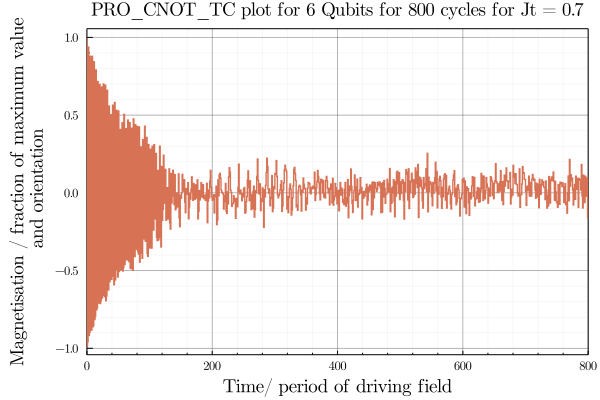 PRO_CNOT_TC plot for 6 Qubits for 800 cycles for Jt = 0.7
Magnetisation / fraction of maximum value
and orientation
1.0
0.5
0.0
−0.5
−1.0
0
200
400
600
800
Time/ period of driving field